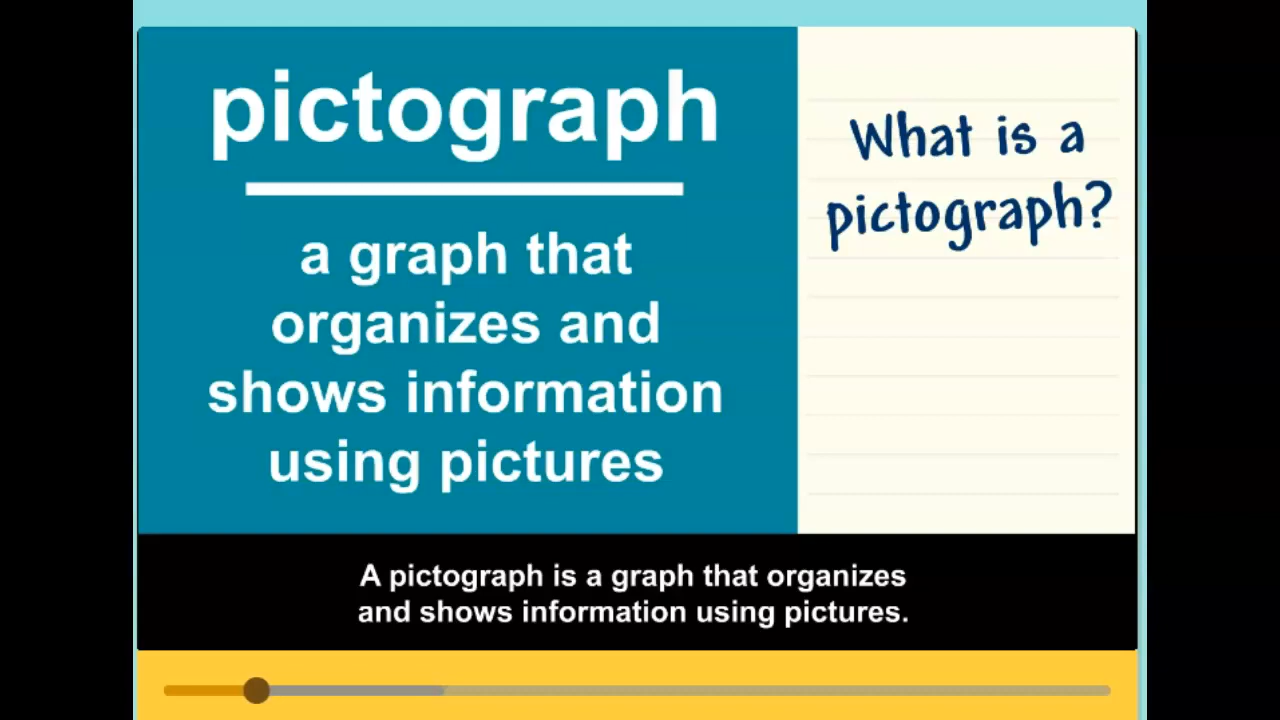 pictograph
a graph that
organizes and
shows information
using pictures
What is a
pictograph?
A pictograph is a graph that organizes
and shows information using pictures.